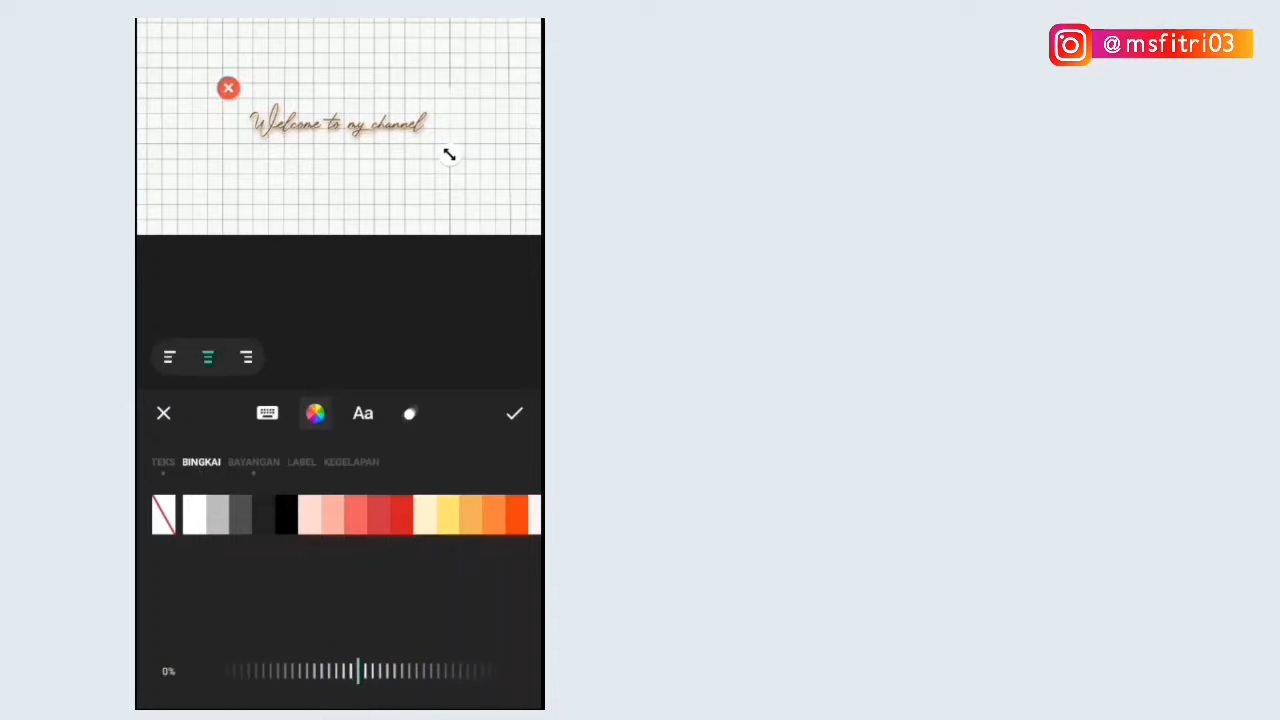 @msfitri03
Welcome to my channel
Aa
TEKS BINGKAI BAYANGAN LABEL KEGELAPAN
0%